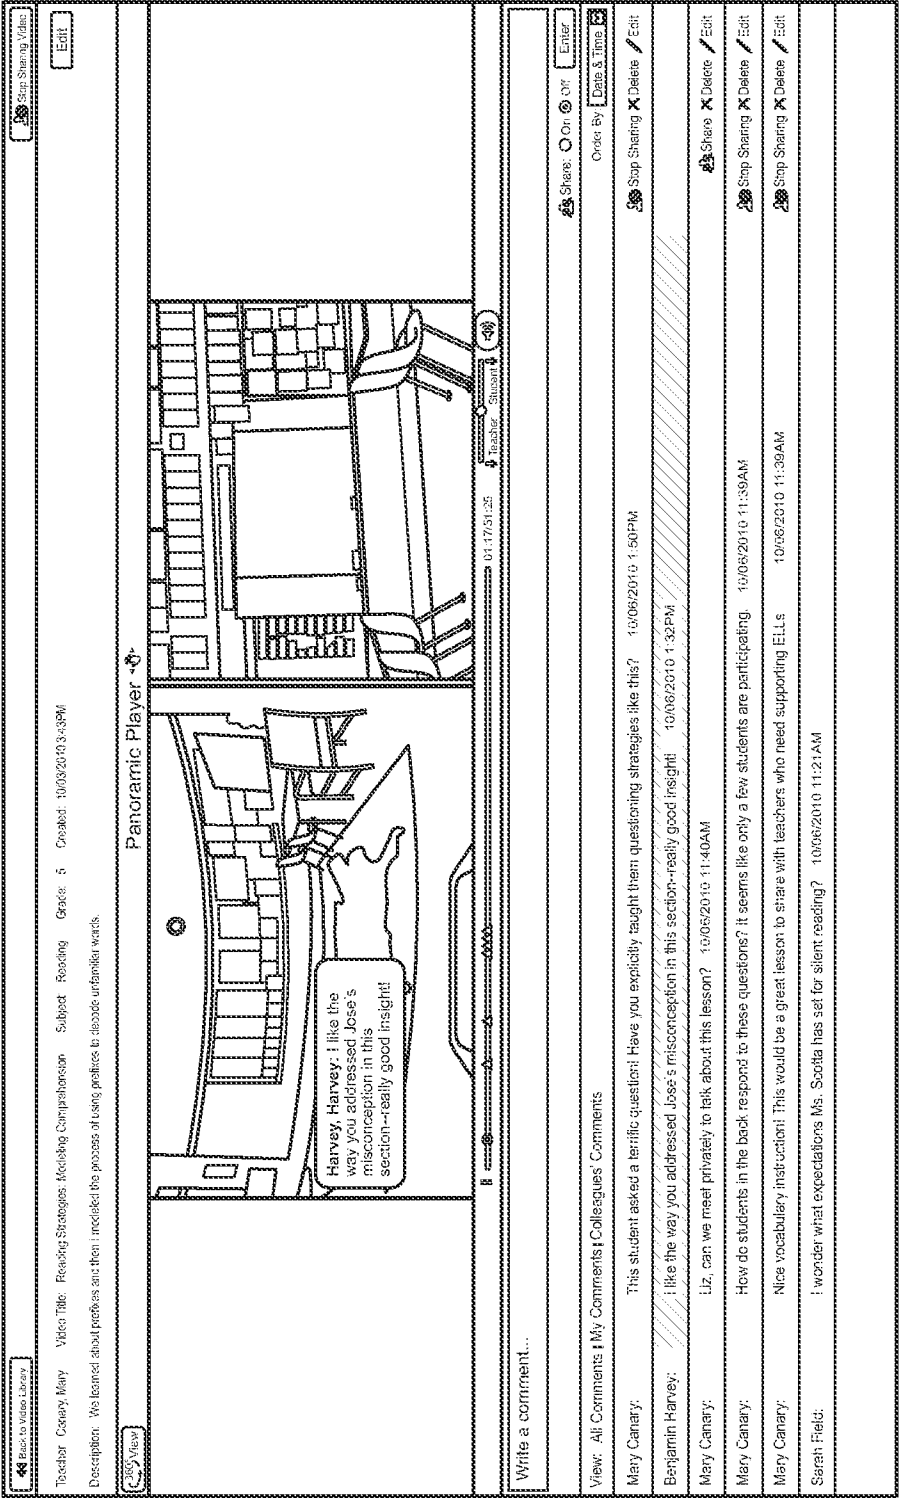 Back to Video Library Stop Sharing Video
Teacher Canary, Mary Video Title: Reading Strategies: Modeling Comprehension Subject Reading Grade: 5 Created: 10/03/2010 3:43PM Edit
Description: We learned about prefixes and then I modeled the process of using prefixes to decode unfamiliar words.
360° View Panoramic Player
Harvey, Harvey: I like the
way you addressed Jose's
misconception in this
section--really good insight!
01:17/31:25 Teacher Student
Write a comment...
Share: On Off Enter
View: All Comments | My Comments | Colleagues' Comments Order By Date & Time
Mary Canary: This student asked a terrific question! Have you explicitly taught them questioning strategies like this? 10/06/2010 1:50PM Stop Sharing Delete Edit
Benjamin Harvey: I like the way you addressed Jose's misconception in this section--really good insight! 10/06/2010 1:32PM
Mary Canary: Liz, can we meet privately to talk about this lesson? 10/06/2010 11:40AM Share Delete Edit
Mary Canary: How do students in the back respond to these questions? It seems like only a few students are participating. 10/06/2010 11:39AM Stop Sharing Delete Edit
Mary Canary: Nice vocabulary instruction! This would be a great lesson to share with teachers who need supporting ELLs 10/06/2010 11:39AM Stop Sharing Delete Edit
Sarah Field: I wonder what expectations Ms. Scotta has set for silent reading? 10/06/2010 11:21AM